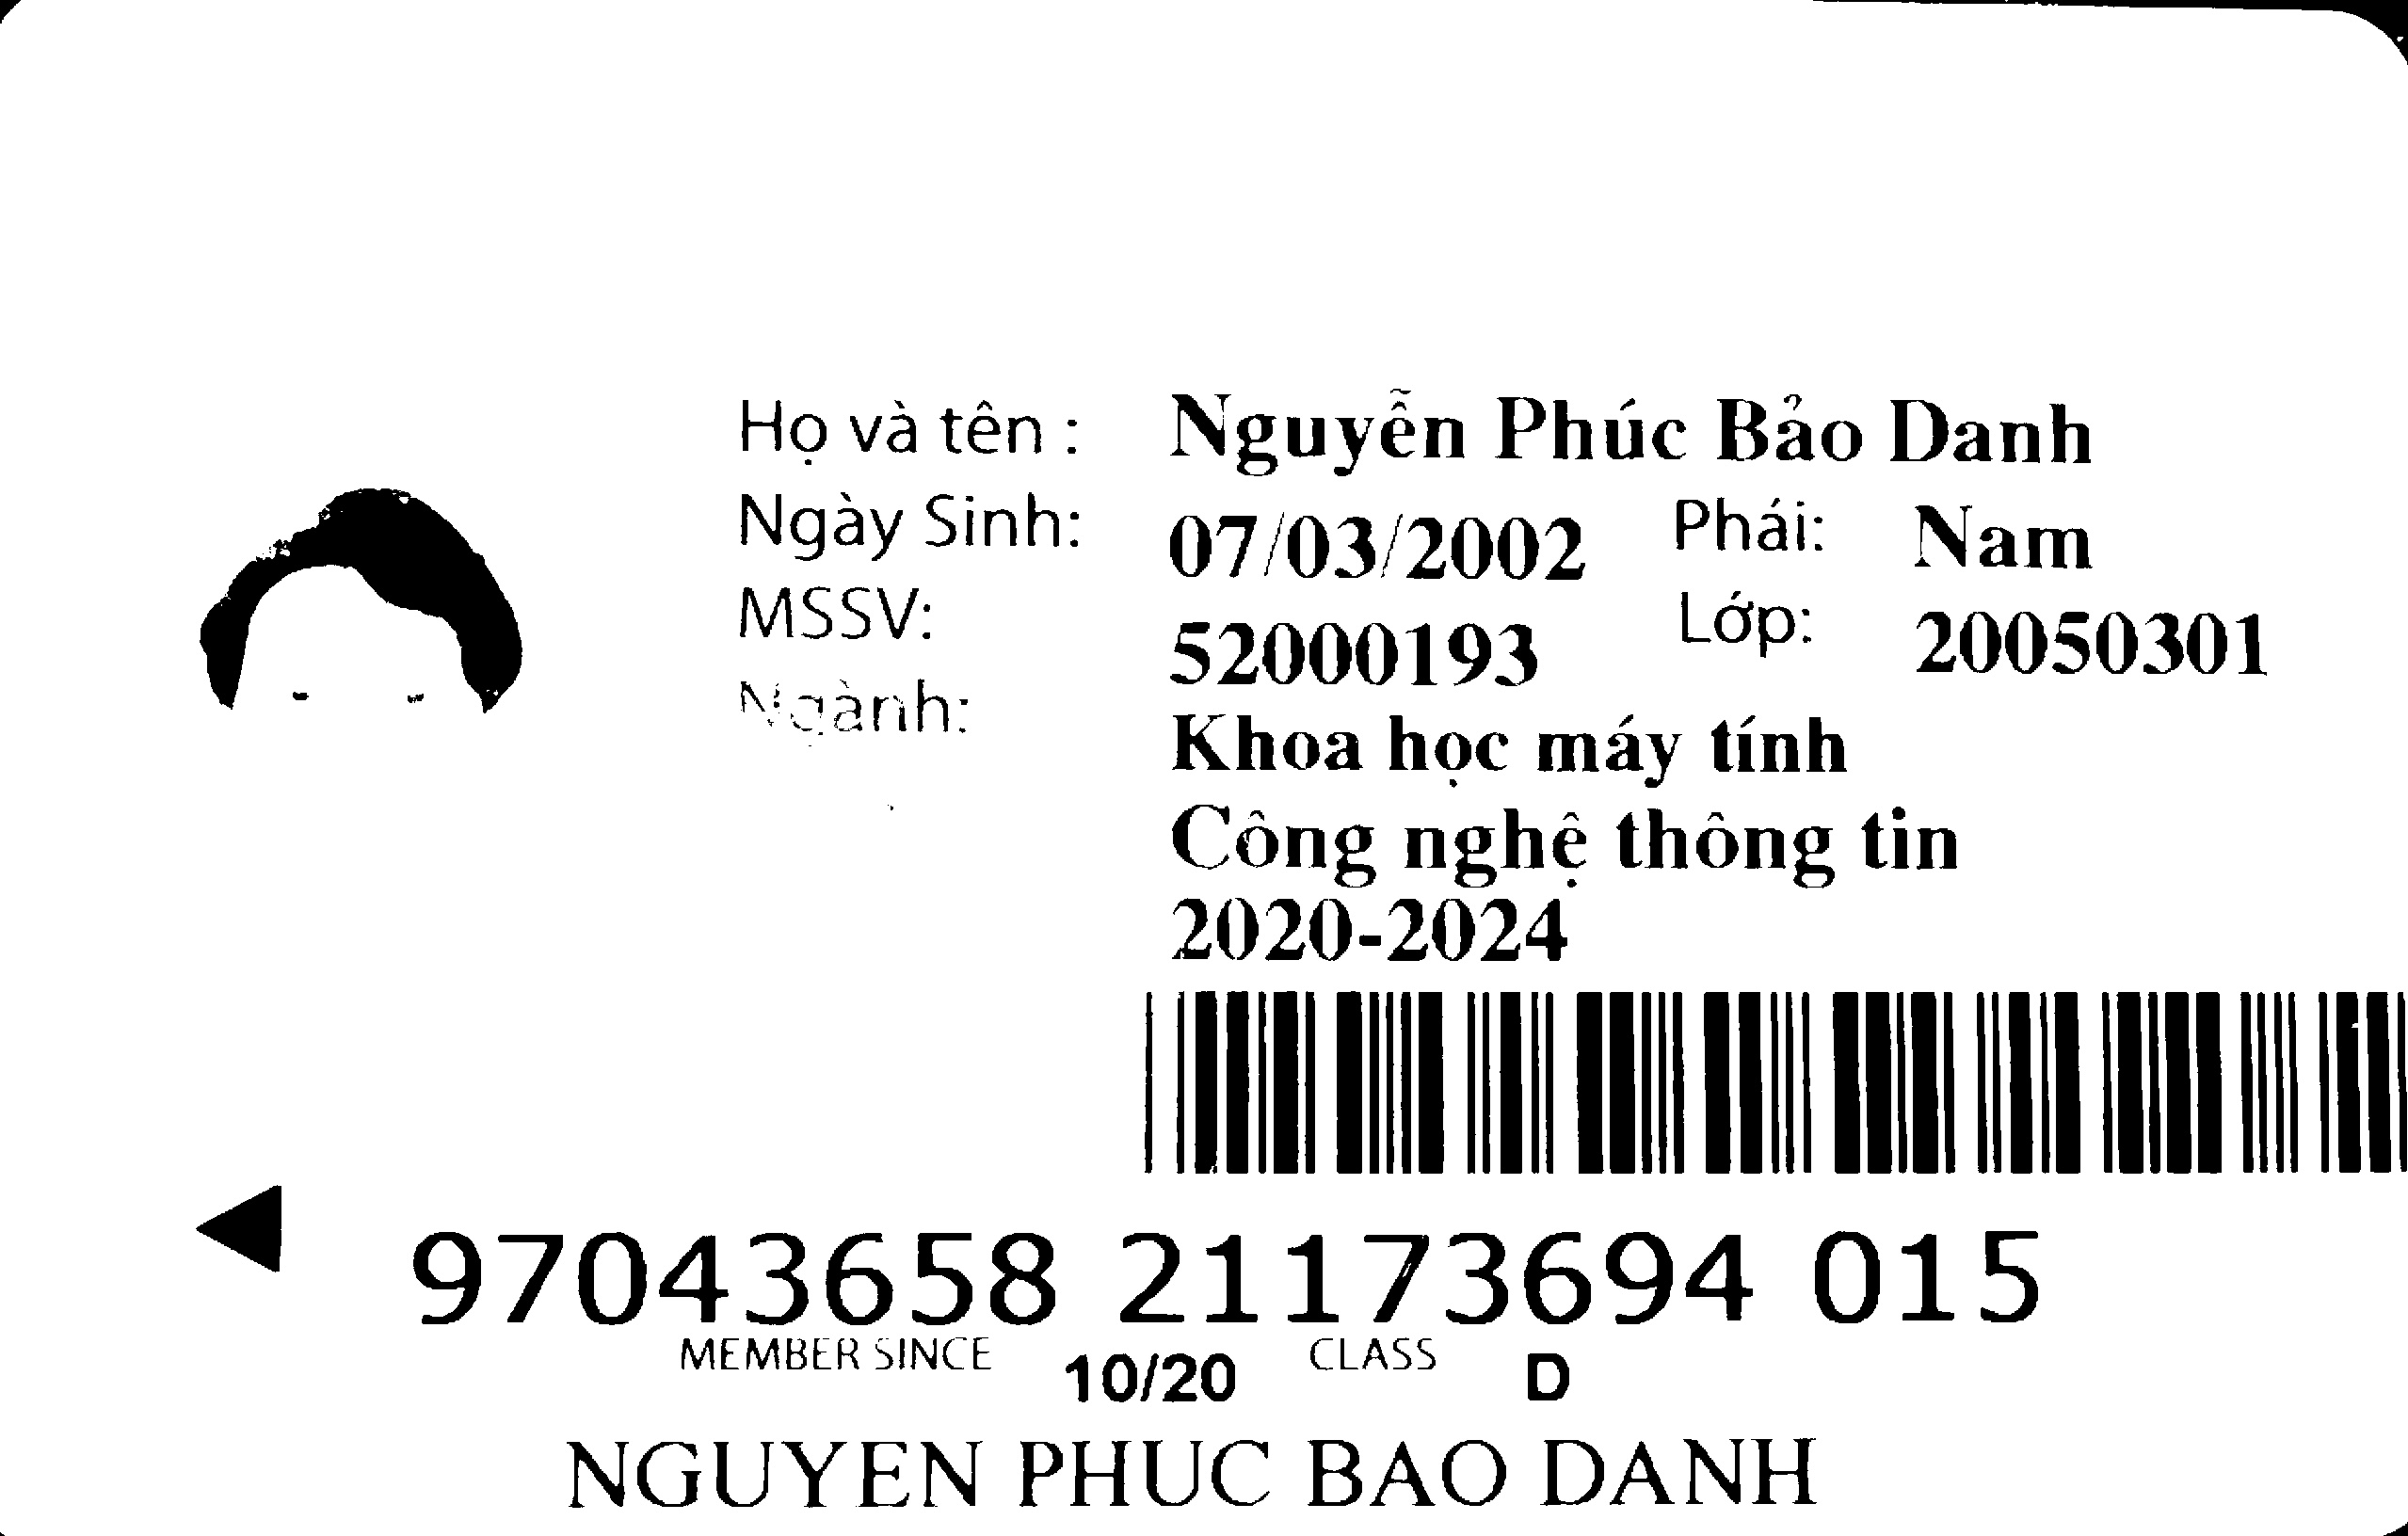 Họ và tên : Nguyễn Phúc Bảo Danh
Ngày Sinh: 07/03/2002 Phái: Nam
MSSV: 52000193 Lớp: 20050301
Ngành: Khoa học máy tính
Công nghệ thông tin
2020-2024
97043658 21173694 015
MEMBER SINCE 10/20 CLASS D
NGUYEN PHUC BAO DANH